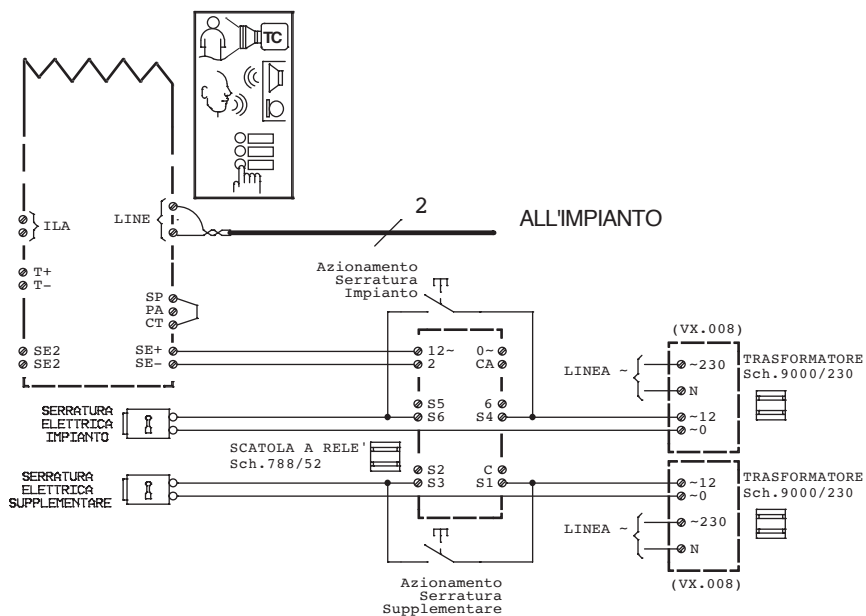 TC
ILA
LINE
2
ALL'IMPIANTO
T+
T-
SP
PA
CT
Azionamento
Serratura
Impianto
SE2
SE2
SE+
SE-
12~
2
0~
CA
S5
S6
6
S4
S2
S3
C
S1
(VX.008)
LINEA ~
~230
N
~12
~0
TRASFORMATORE
Sch.9000/230
SERRATURA
ELETTRICA
IMPIANTO
SCATOLA A RELE'
Sch.788/52
SERRATURA
ELETTRICA
SUPPLEMENTARE
~12
~0
~230
N
LINEA ~
TRASFORMATORE
Sch.9000/230
(VX.008)
Azionamento
Serratura
Supplementare